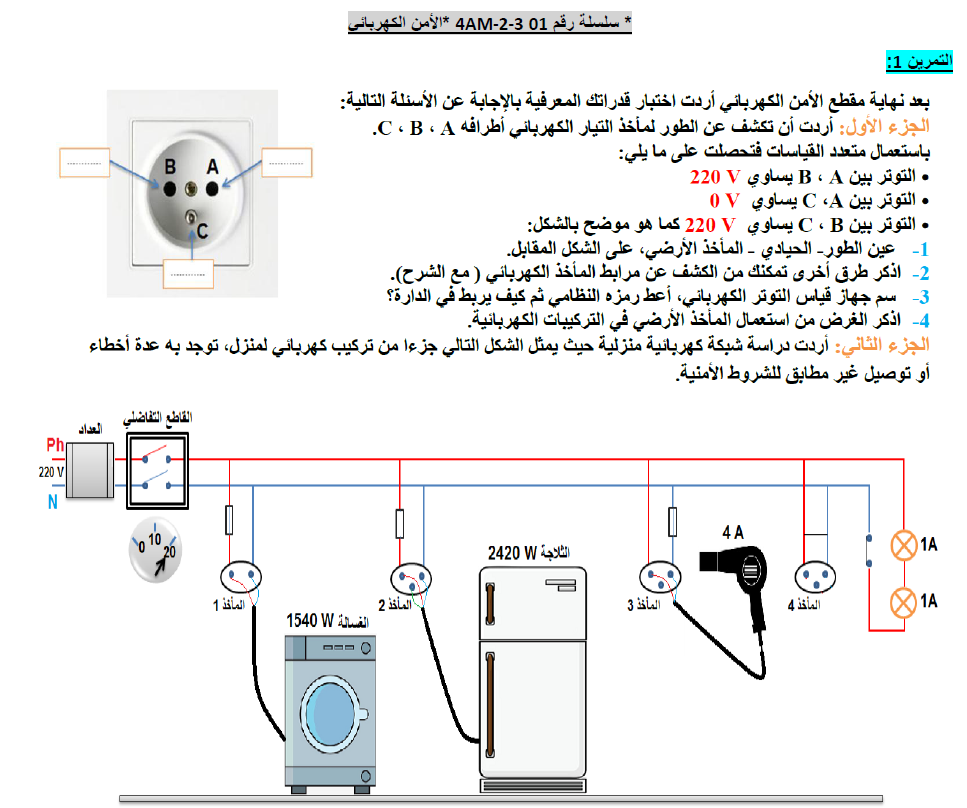 * سلسلة رقم 01 4AM-2-3 *الأمن الكهربائي
التمرين 1:
بعد نهاية مقطع الأمن الكهربائي أردت اختبار قدراتك المعرفية بالإجابة عن الأسئلة التالية:
الجزء الأول: أردت أن تكشف عن الطور لمأخذ التيار الكهربائي أطرافه A ، B ، C.
باستعمال متعدد القياسات فتحصلت على ما يلي:
• التوتر بين A ، B يساوي 220 V
• التوتر بين A، C يساوي 0 V
• التوتر بين B ، C يساوي 220 V كما هو موضح بالشكل:
1- عين الطور- الحيادي - المأخذ الأرضي، على الشكل المقابل.
2- اذكر طرق أخرى تمكنك من الكشف عن مرابط المأخذ الكهربائي ( مع الشرح).
3- سم جهاز قياس التوتر الكهربائي، أعط رمزه النظامي ثم كيف يربط في الدارة؟
4- اذكر الغرض من استعمال المأخذ الأرضي في التركيبات الكهربائية.
B A
C
الجزء الثاني: أردت دراسة شبكة كهربائية منزلية حيث يمثل الشكل التالي جزءا من تركيب كهربائي لمنزل، توجد به عدة أخطاء
أو توصيل غير مطابق للشروط الأمنية.
القاطع التفاضلي
العداد
Ph
220 V
N
0 10 20
المأخذ 1
الغسالة 1540 W
المأخذ 2
الثلاجة 2420 W
المأخذ 3
4 A
المأخذ 4
1A
1A